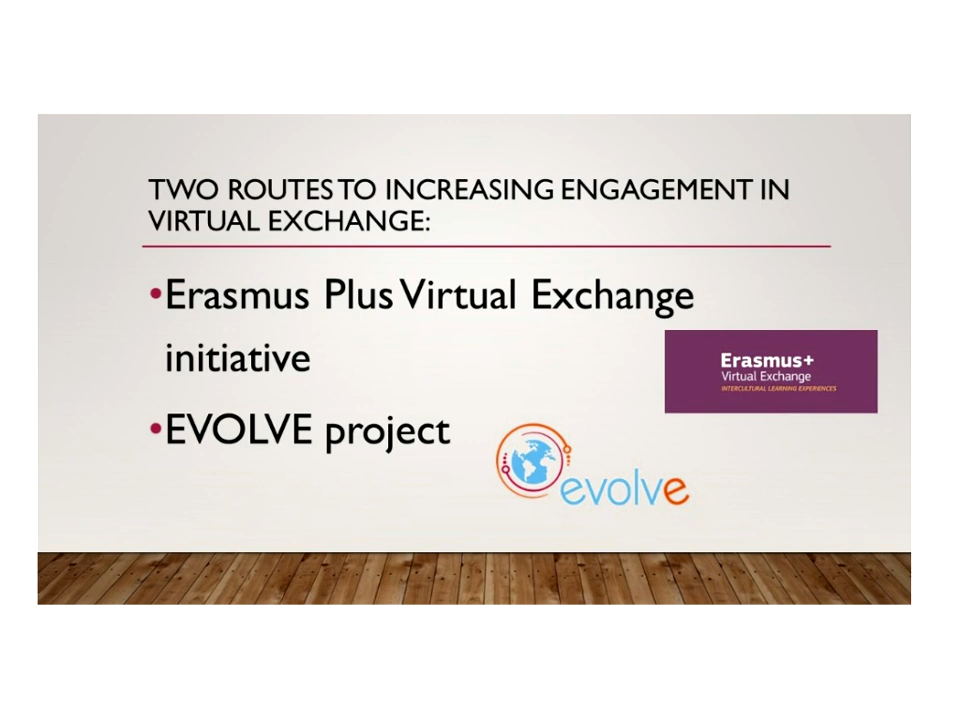 TWO ROUTES TO INCREASING ENGAGEMENT IN
VIRTUAL EXCHANGE:
•Erasmus Plus Virtual Exchange
initiative
Erasmus+
Virtual Exchange
INTERCULTURAL LEARNING EXPERIENCES
•EVOLVE project
evolve